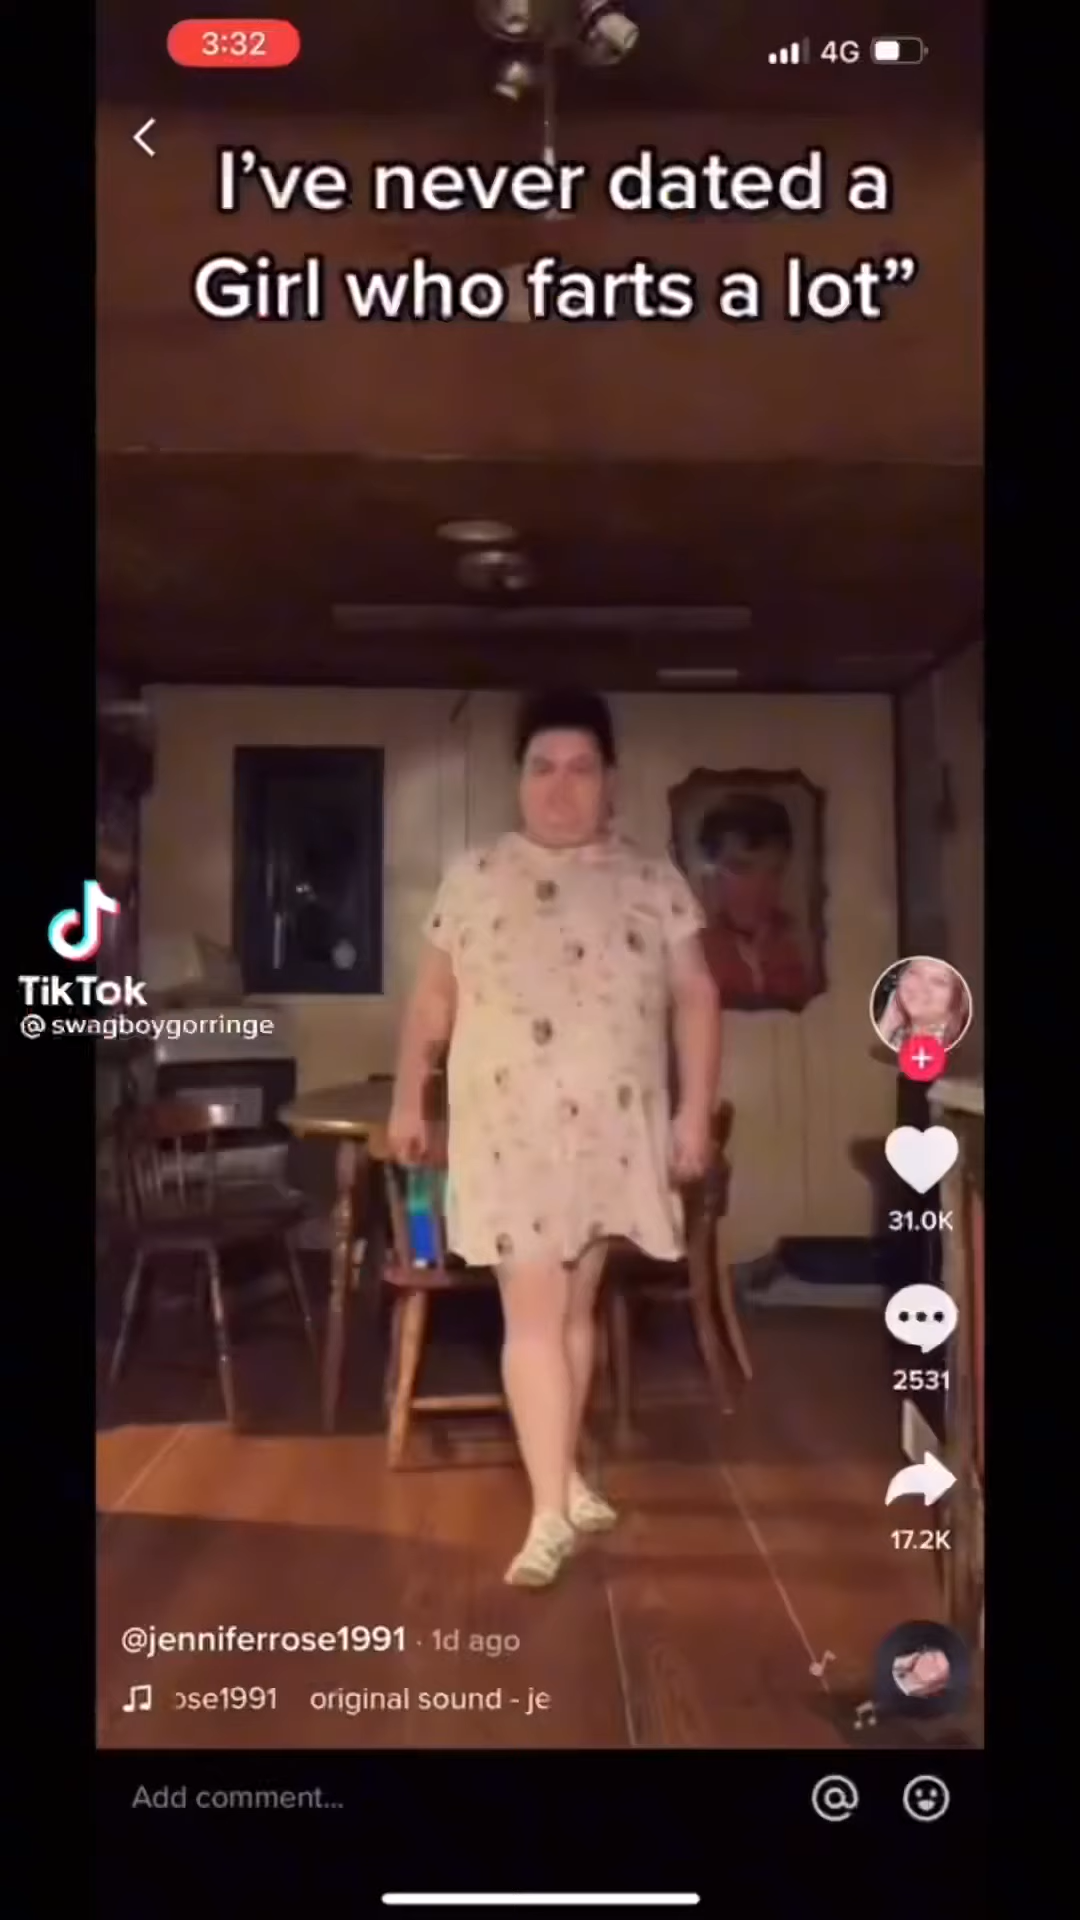 3:32
4G
I’ve never dated a
Girl who farts a lot”
TikTok
@ swagboygorringe
31.0K
2531
17.2K
@jenniferrose1991 · 1d ago
ose1991 original sound - je
Add comment...